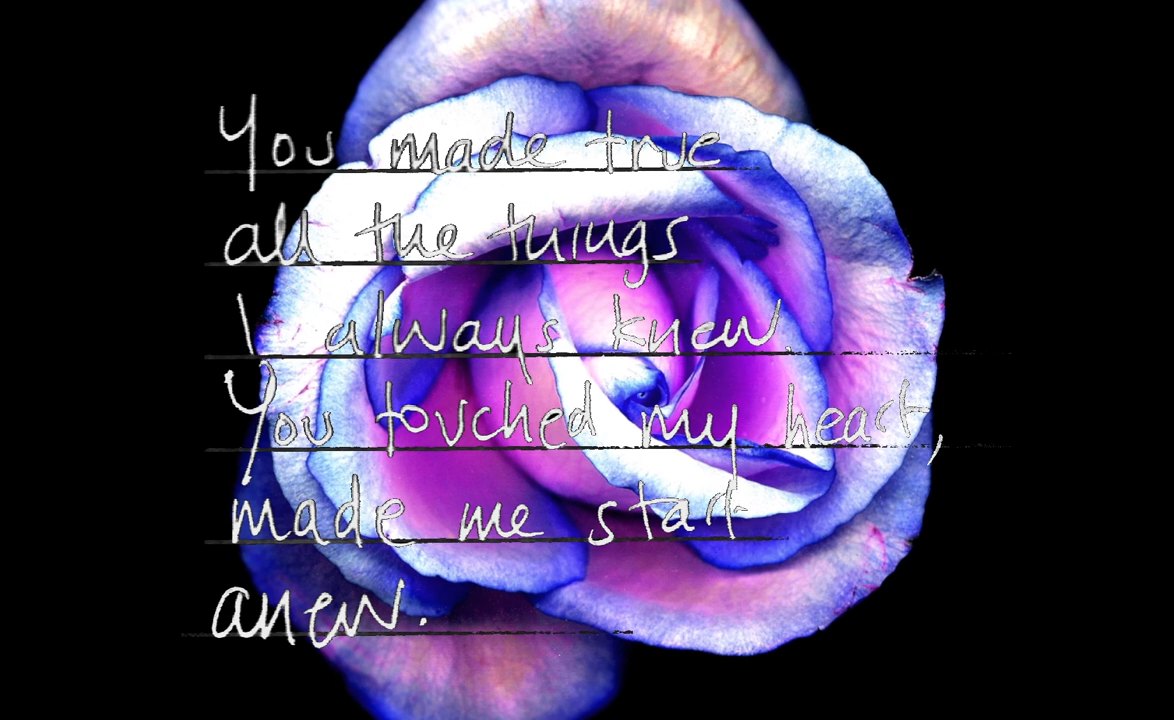 You made true
all the things
I always knew.
You touched my heart,
made me start
anew.